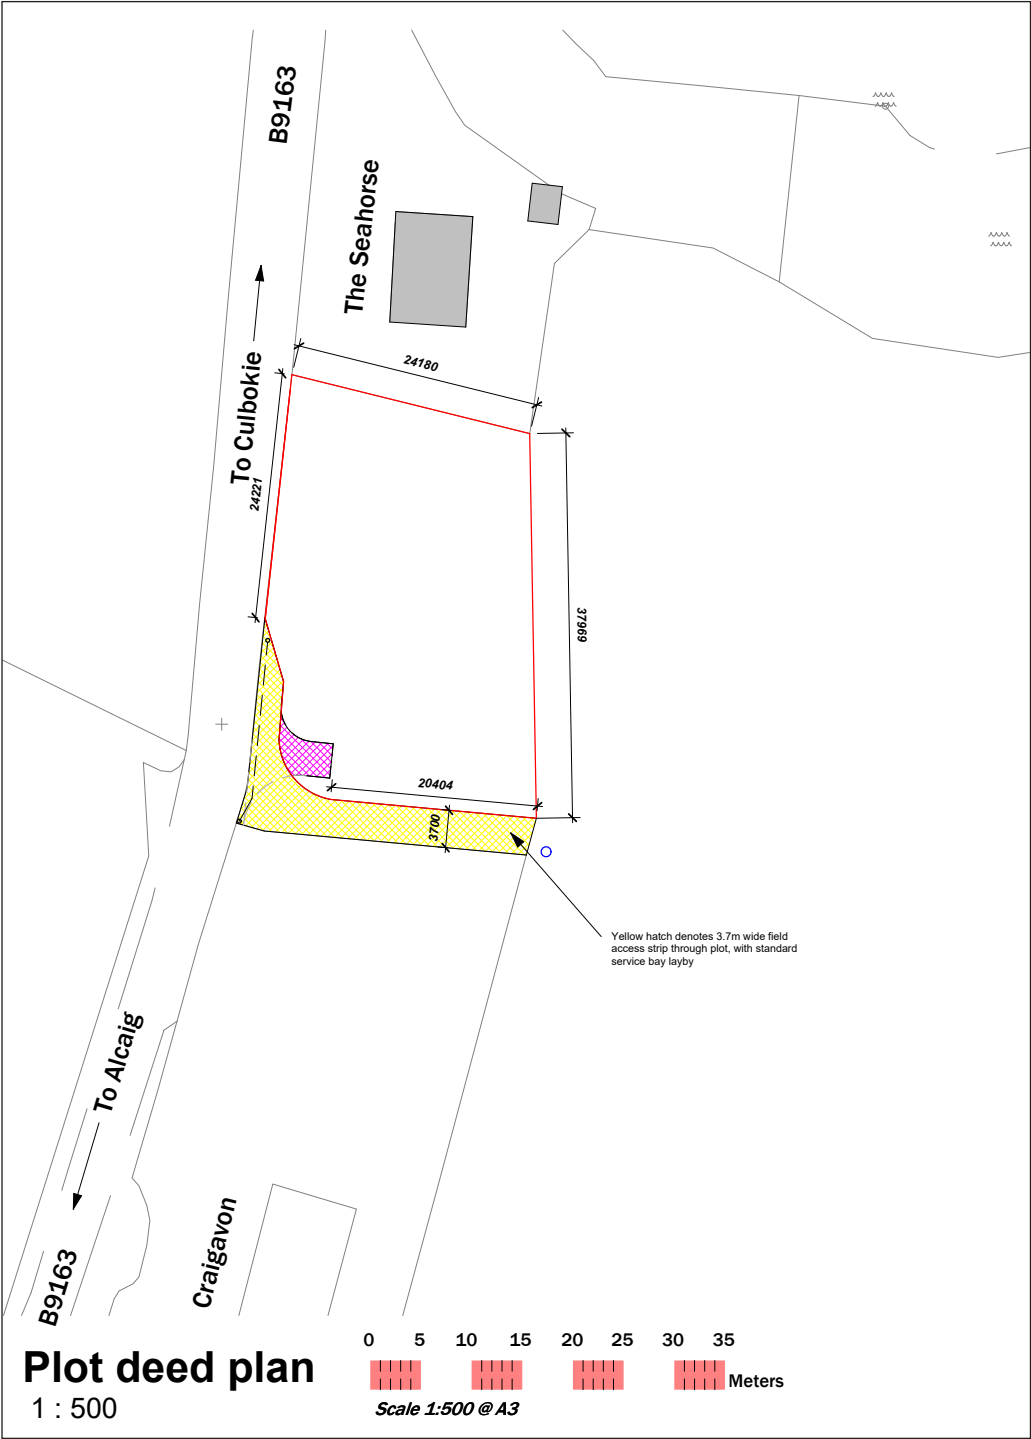 B9163
The Seahorse
To Culbokie
24180
24221
37969
20404
3700
Yellow hatch denotes 3.7m wide field
access strip through plot, with standard
service bay layby
To Alcaig
Craigavon
B9163
Plot deed plan
1 : 500
0 5 10 15 20 25 30 35
Meters
Scale 1:500 @ A3